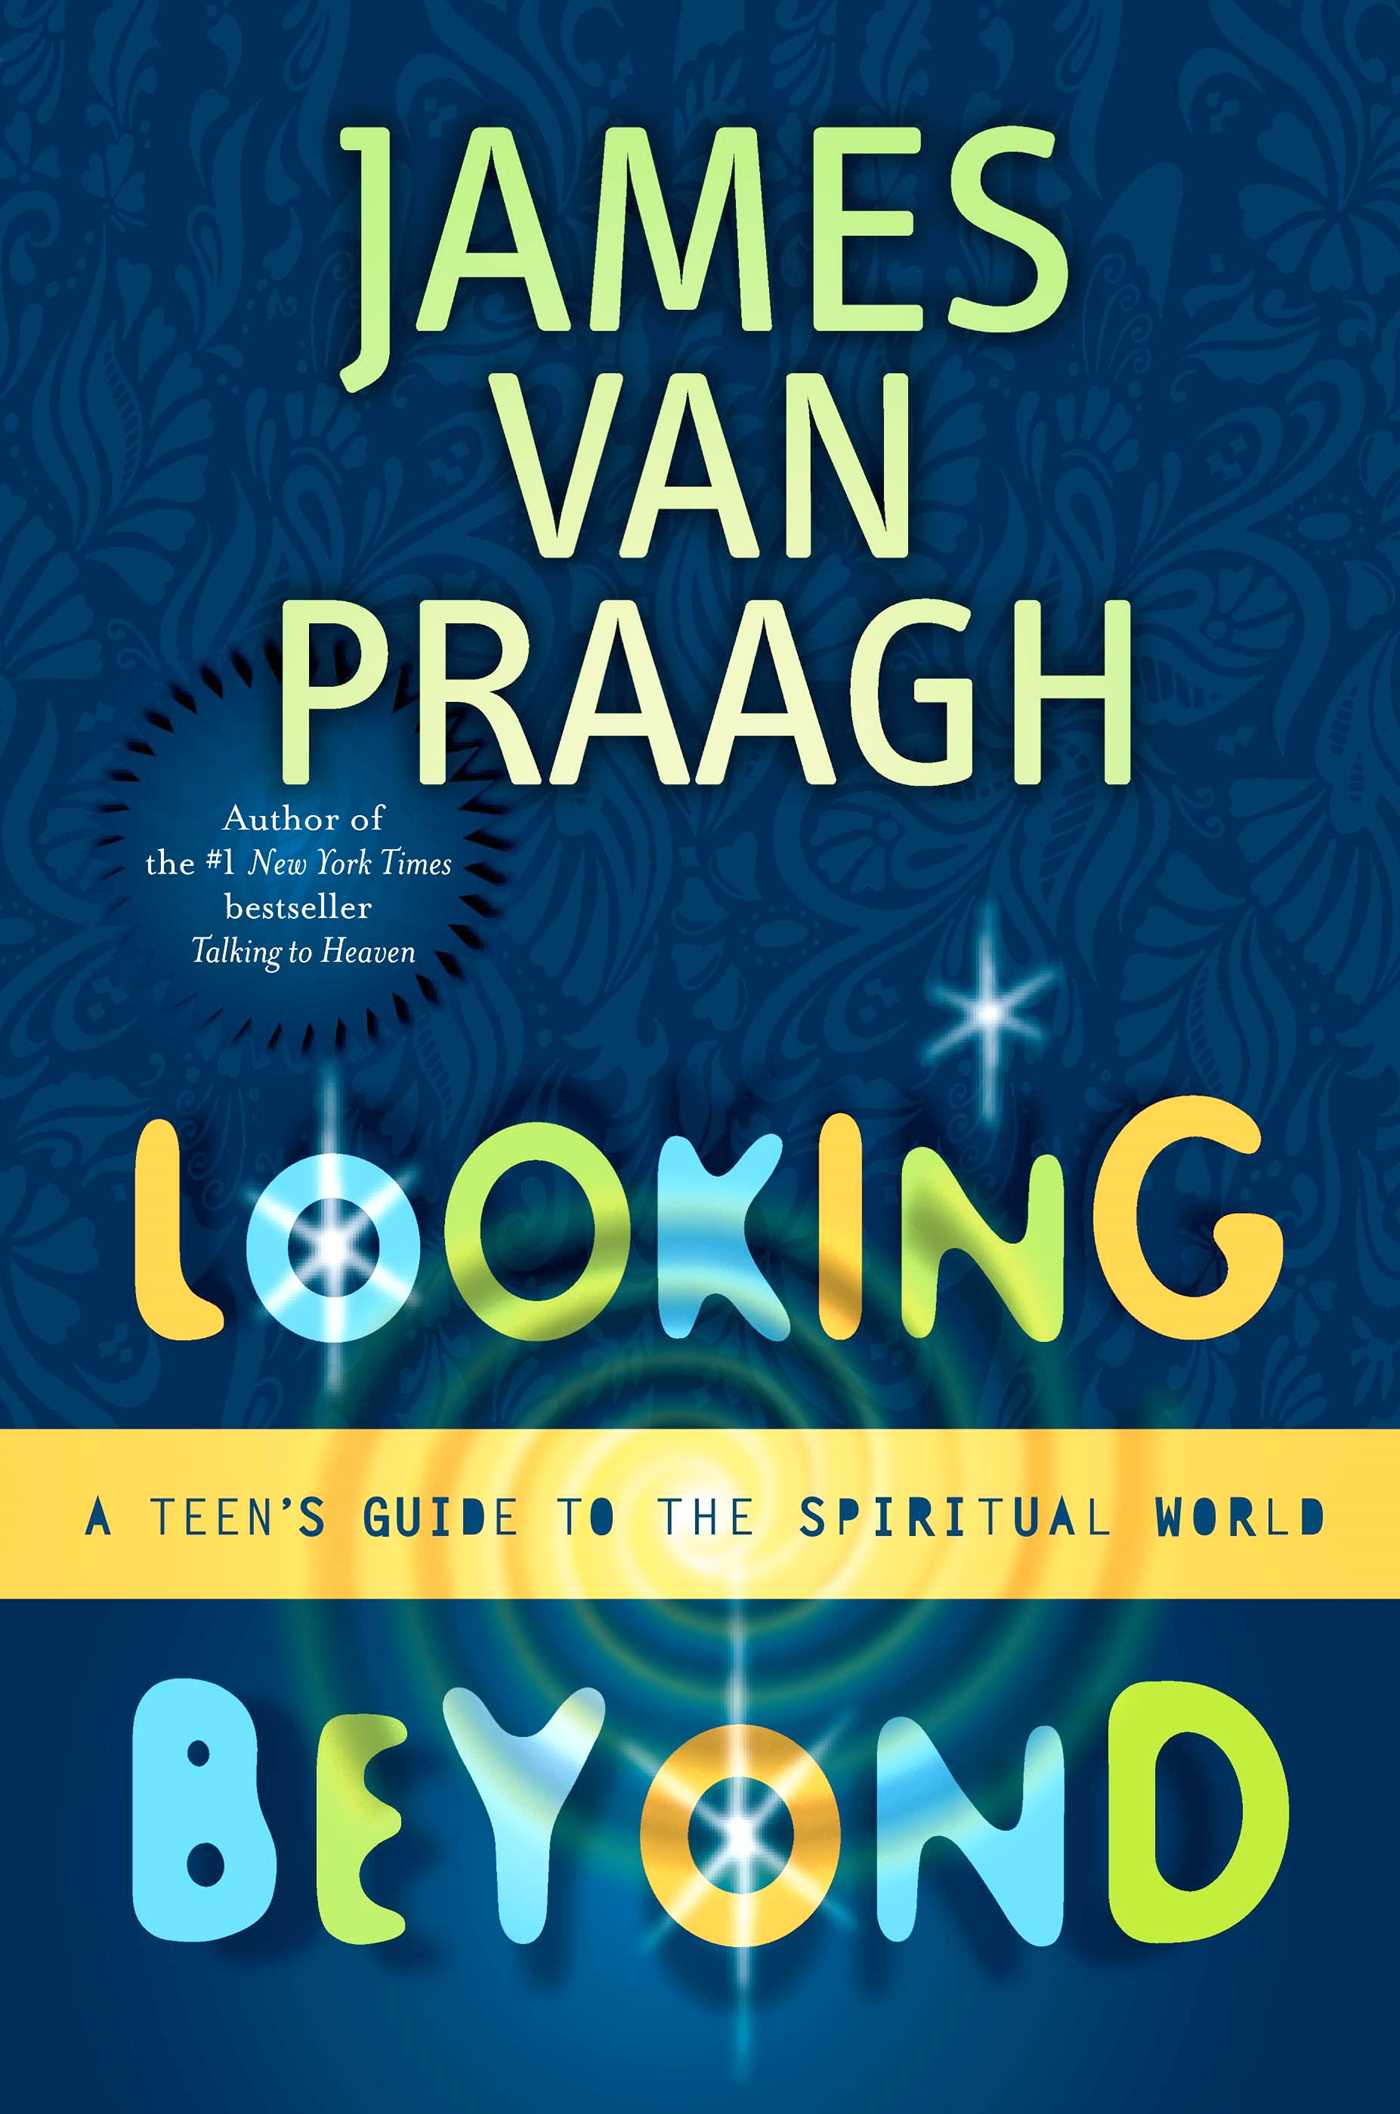 JAMES
VAN
PRAAGH
Author of
the #1 New York Times
bestseller
Talking to Heaven
LOOKING
A TEEN'S GUIDE TO THE SPIRITUAL WORLD
BEYOND